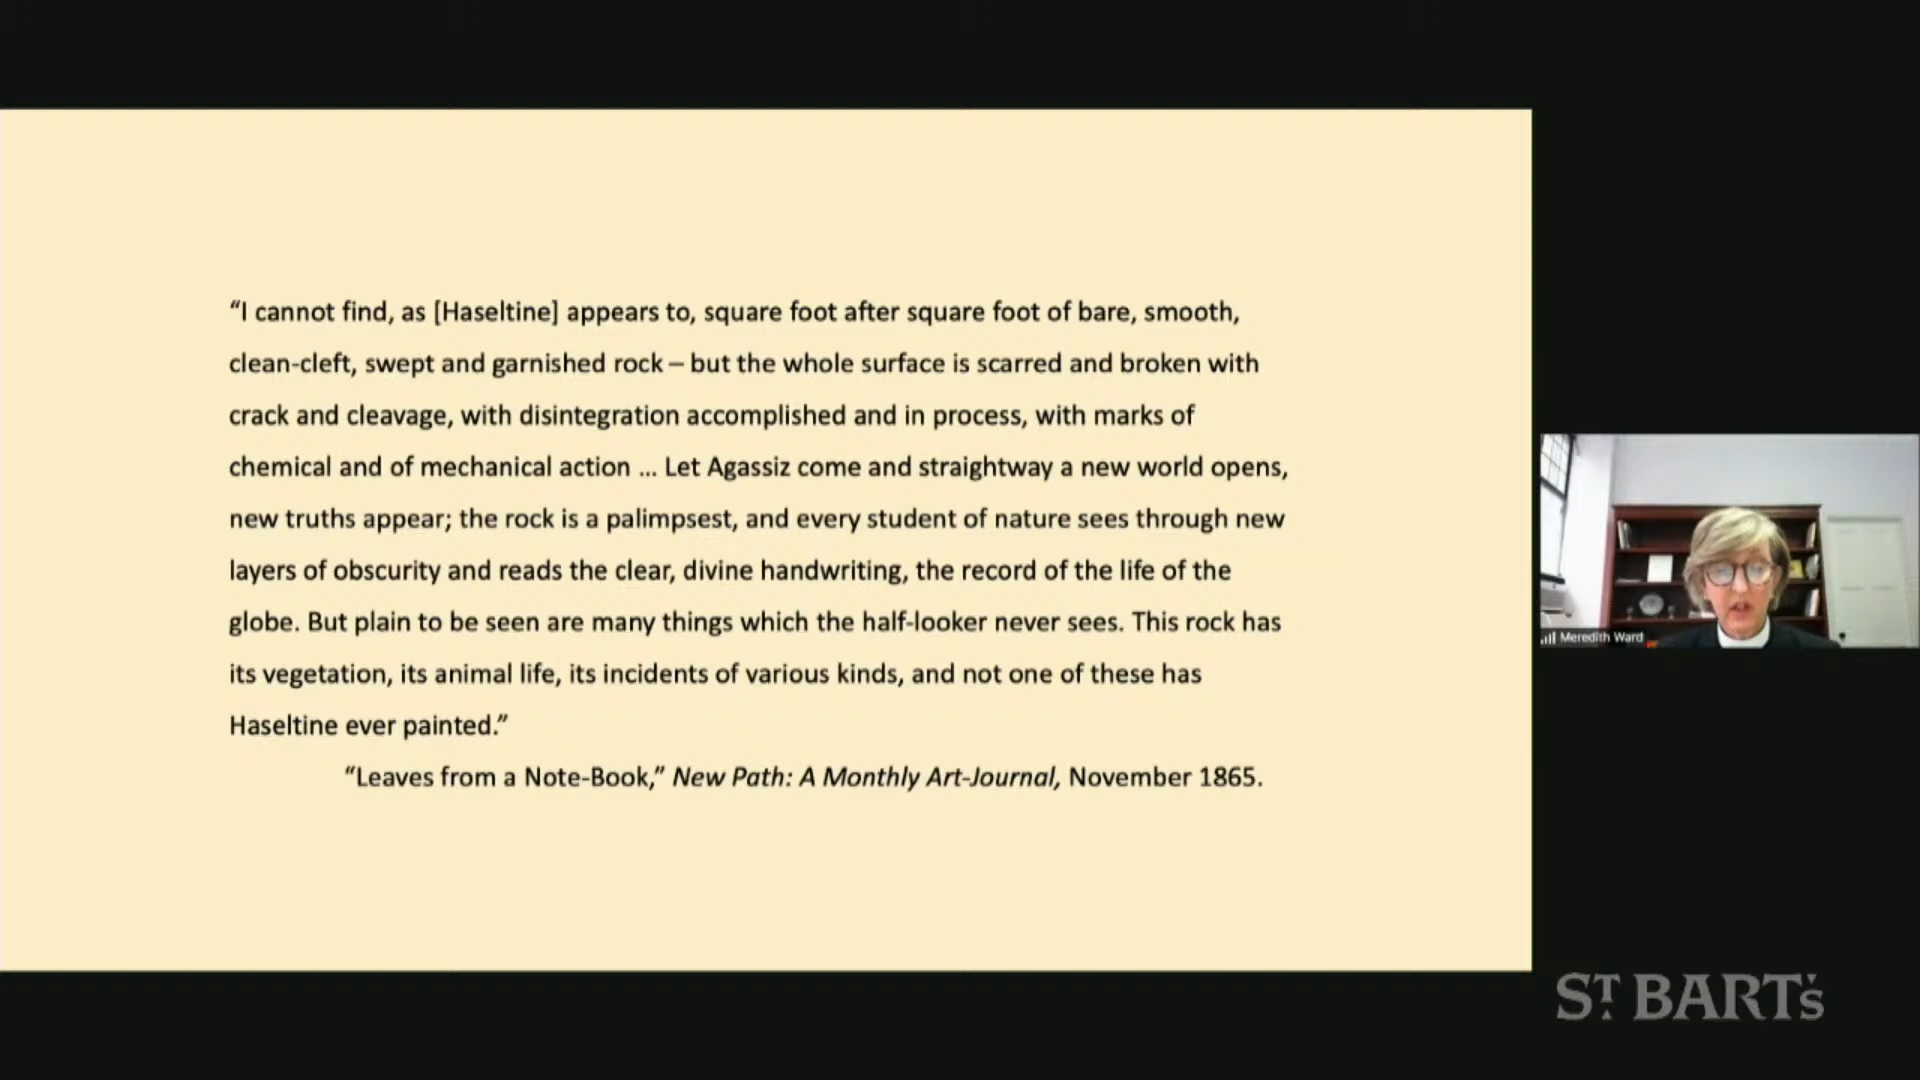 “I cannot find, as [Haseltine] appears to, square foot after square foot of bare, smooth,
clean-cleft, swept and garnished rock – but the whole surface is scarred and broken with
crack and cleavage, with disintegration accomplished and in process, with marks of
chemical and of mechanical action ... Let Agassiz come and straightway a new world opens,
new truths appear; the rock is a palimpsest, and every student of nature sees through new
layers of obscurity and reads the clear, divine handwriting, the record of the life of the
globe. But plain to be seen are many things which the half-looker never sees. This rock has
its vegetation, its animal life, its incidents of various kinds, and not one of these has
Haseltine ever painted.”
“Leaves from a Note-Book,” New Path: A Monthly Art-Journal, November 1865.
Meredith Ward
ST. BART's